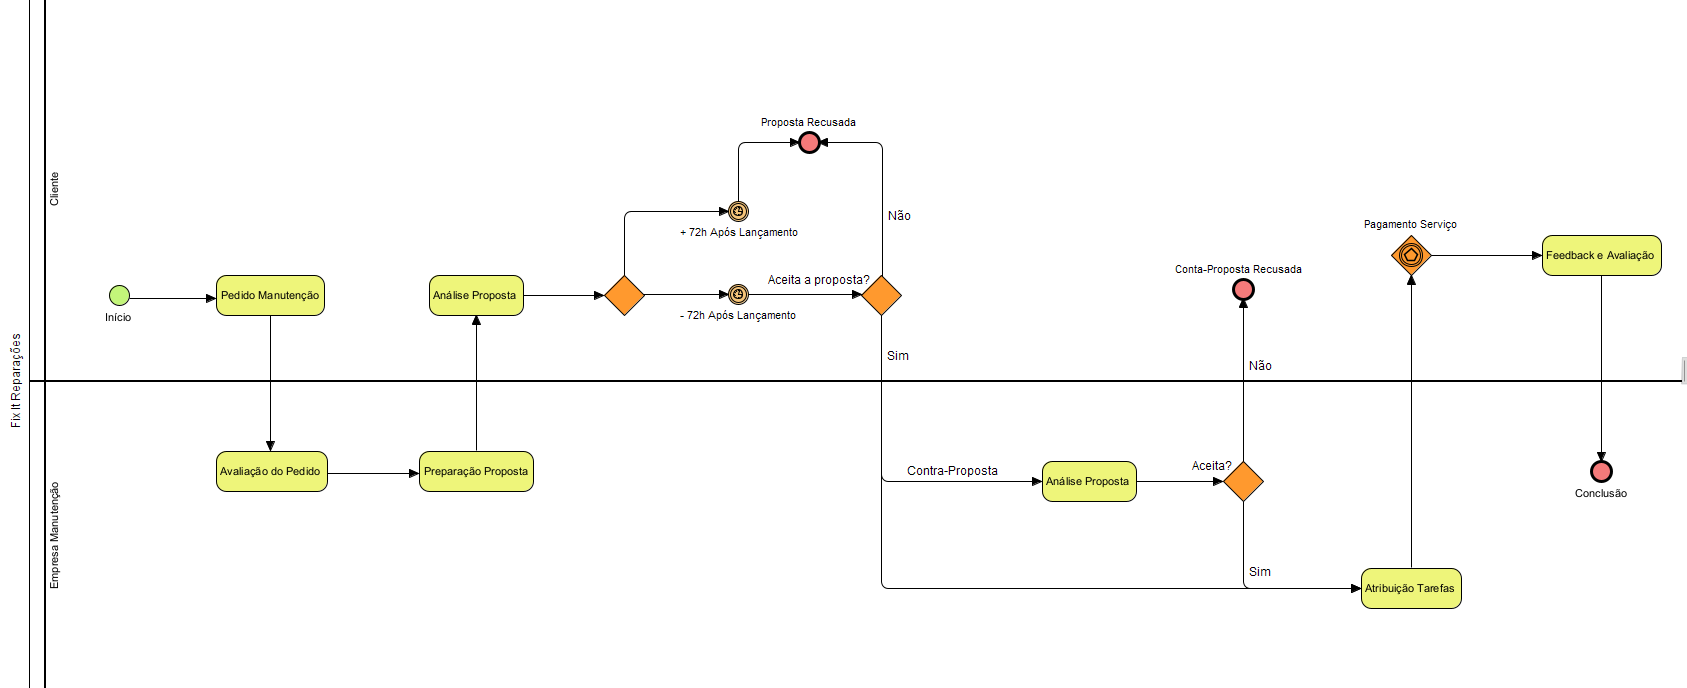 Fix It Reparações
Cliente
Empresa Manutenção
Início
Pedido Manutenção
Avaliação do Pedido
Preparação Proposta
Análise Proposta
+ 72h Após Lançamento
- 72h Após Lançamento
Proposta Recusada
Aceita a proposta?
Não
Sim
Contra-Proposta
Análise Proposta
Aceita?
Não
Conta-Proposta Recusada
Sim
Atribuição Tarefas
Pagamento Serviço
Feedback e Avaliação
Conclusão